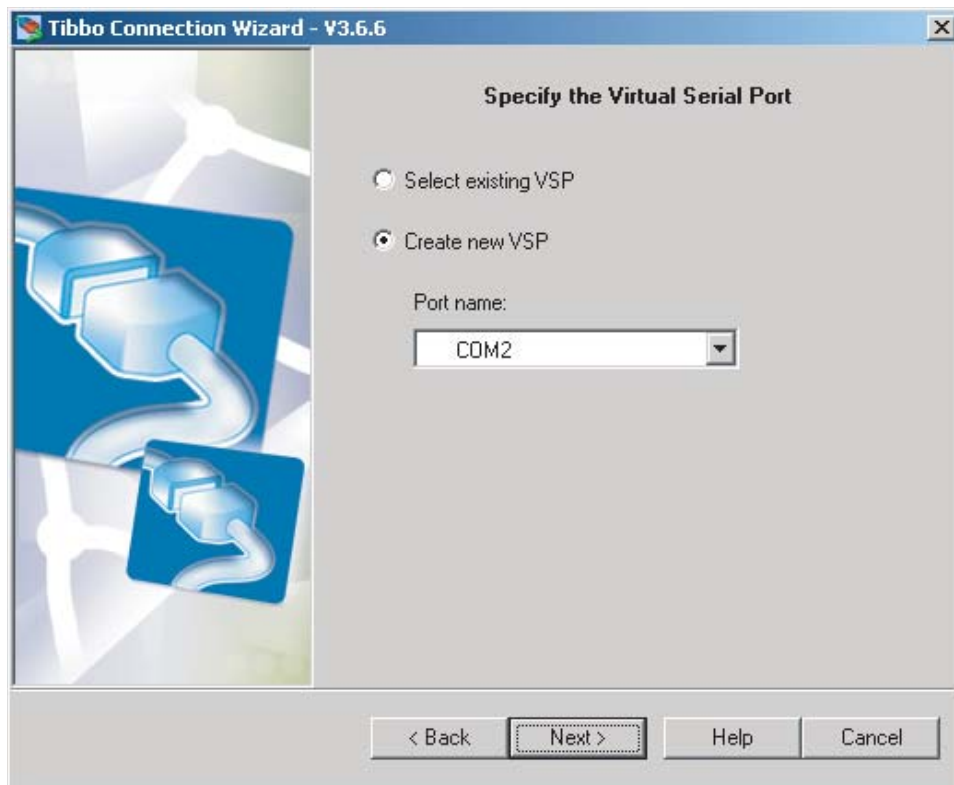 Tibbo Connection Wizard - V3.6.6
Specify the Virtual Serial Port
Select existing VSP
Create new VSP
Port name:
COM2
< Back Next > Help Cancel